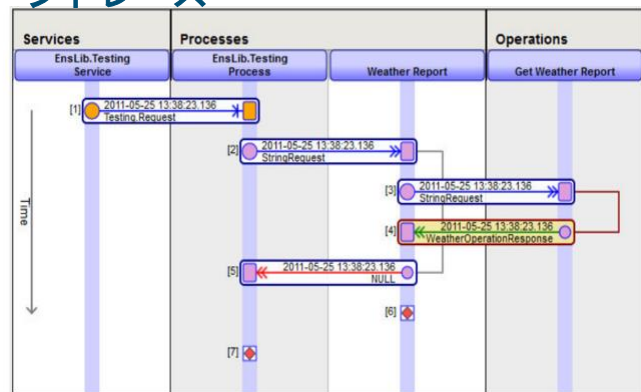 Services
Processes
Operations
EnsLib.Testing
Service
EnsLib.Testing
Process
Weather Report
Get Weather Report
[1]
2011-05-25 13:38:23.136
Testing.Request
[2]
2011-05-25 13:38:23.136
StringRequest
[3]
2011-05-25 13:38:23.136
StringRequest
Time
[4]
2011-05-25 13:38:23.136
WeatherOperationResponse
[5]
2011-05-25 13:38:23.136
NULL
[6]
[7]